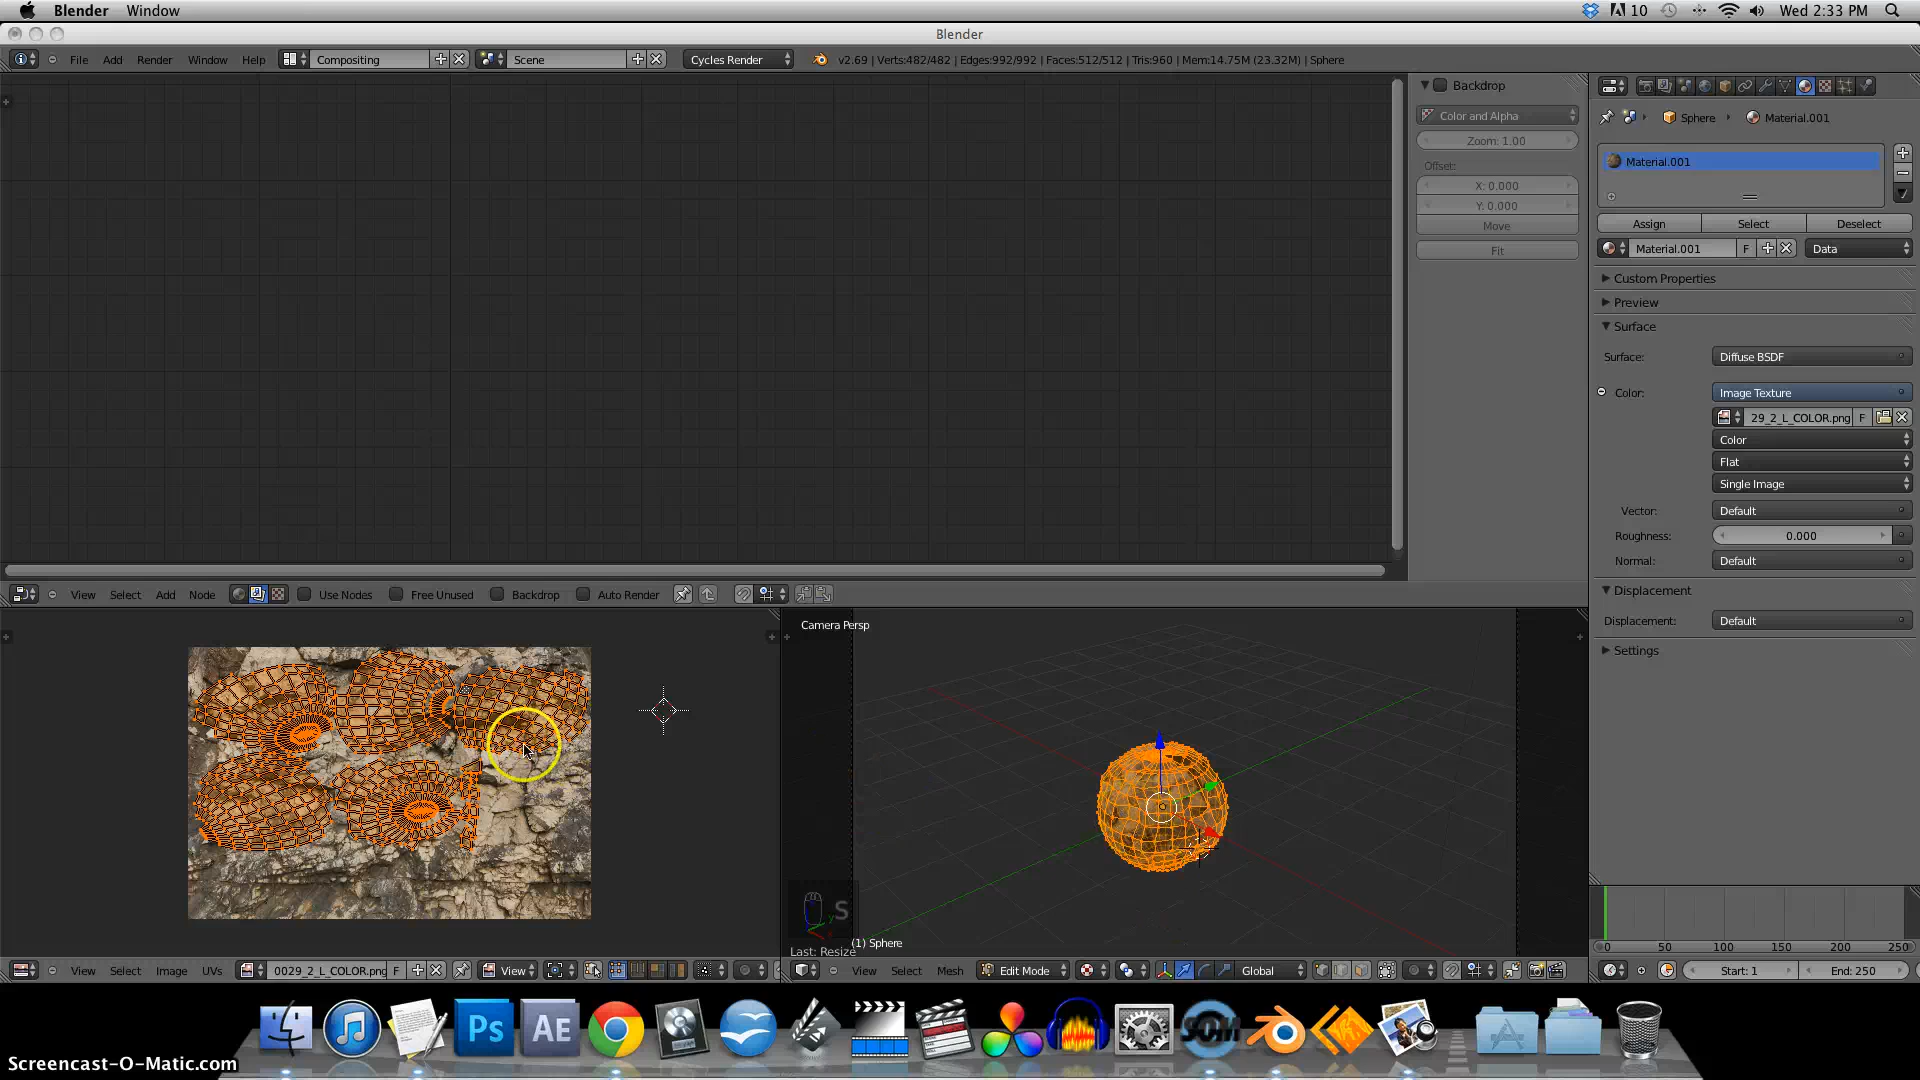 Blender Window
10 Wed 2:33 PM
Blender
File Add Render Window Help Compositing Scene Cycles Render v2.69 | Verts:482/482 | Edges:992/992 | Faces:512/512 | Tris:960 | Mem:14.75M (23.32M) | Sphere
Backdrop
Color and Alpha
Zoom: 1.00
Offset:
X: 0.000
Y: 0.000
Move
Fit
Sphere Material.001
Material.001
Assign Select Deselect
Material.001 F Data
Custom Properties
Preview
Surface
Surface: Diffuse BSDF
Color: Image Texture
29_2_L_COLOR.png F
Color
Flat
Single Image
Vector: Default
Roughness: 0.000
Normal: Default
Displacement
Displacement: Default
Settings
View Select Add Node Use Nodes Free Unused Backdrop Auto Render
Camera Persp
S
y
(1) Sphere
Last: Resize
0 50 100 150 200 250
View Select Image UVs 0029_2_L_COLOR.png F View
View Select Mesh Edit Mode Global
Start: 1 End: 250
Ps AE SOM
Screencast-O-Matic.com